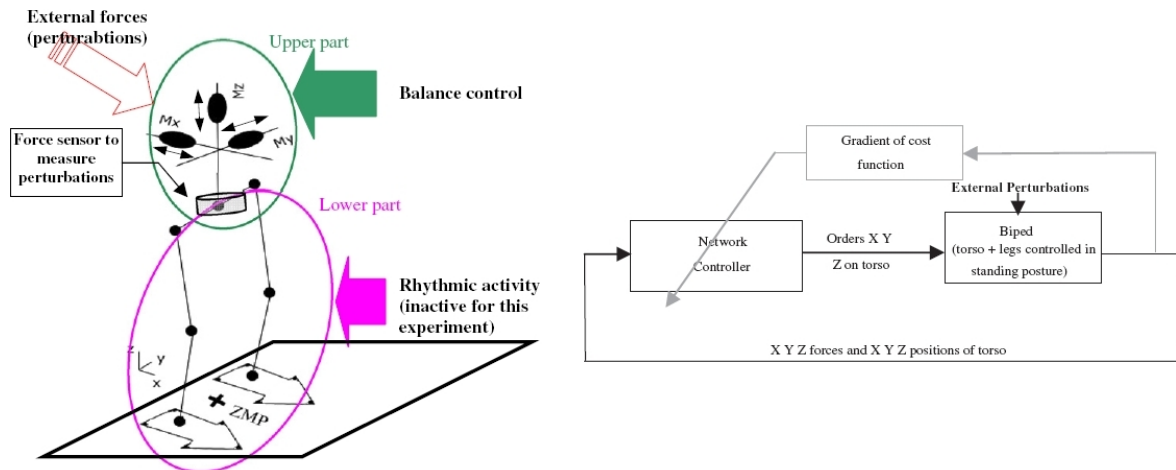 External forces
(perturabtions)
Upper part
Mz
Balance control
Mx
My
Force sensor to
measure
perturbations
Lower part
Rhythmic activity
(inactive for this
experiment)
z
y
x
ZMP
Gradient of cost
function
External Perturbations
Network
Controller
Orders X Y
Z on torso
Biped
(torso + legs controlled in
standing posture)
X Y Z forces and X Y Z positions of torso